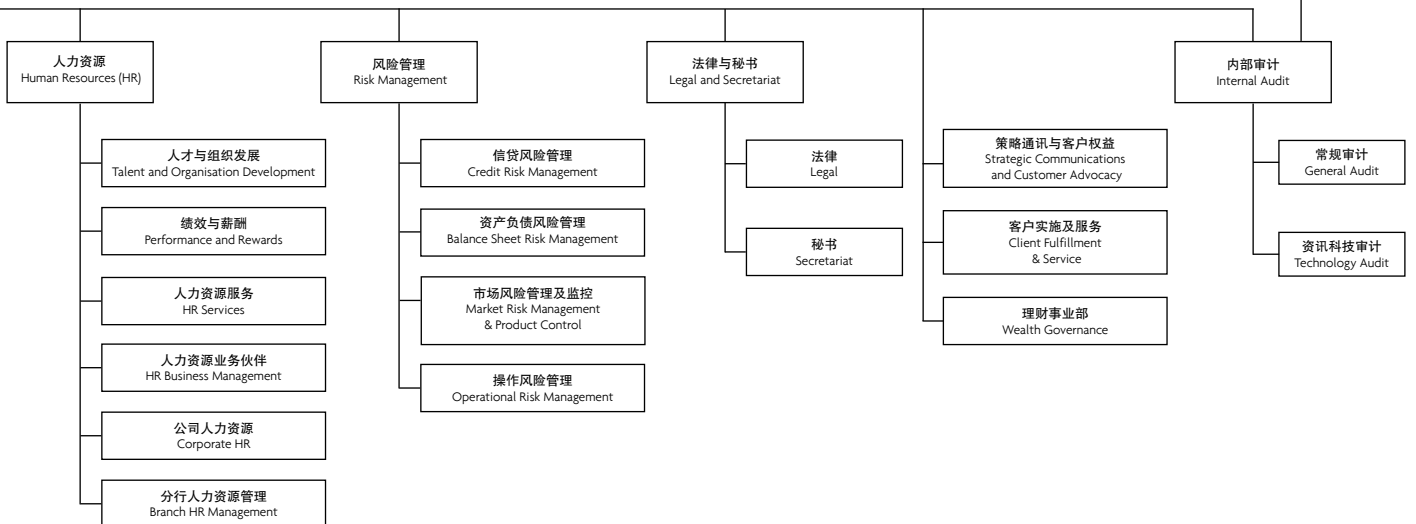 人力资源
Human Resources (HR)
人才与组织发展
Talent and Organisation Development
绩效与薪酬
Performance and Rewards
人力资源服务
HR Services
人力资源业务伙伴
HR Business Management
公司人力资源
Corporate HR
分行人力资源管理
Branch HR Management
风险管理
Risk Management
信贷风险管理
Credit Risk Management
资产负债风险管理
Balance Sheet Risk Management
市场风险管理及监控
Market Risk Management
& Product Control
操作风险管理
Operational Risk Management
法律与秘书
Legal and Secretariat
法律
Legal
秘书
Secretariat
策略通讯与客户权益
Strategic Communications
and Customer Advocacy
客户实施及服务
Client Fulfillment
& Service
理财事业部
Wealth Governance
内部审计
Internal Audit
常规审计
General Audit
资讯科技审计
Technology Audit